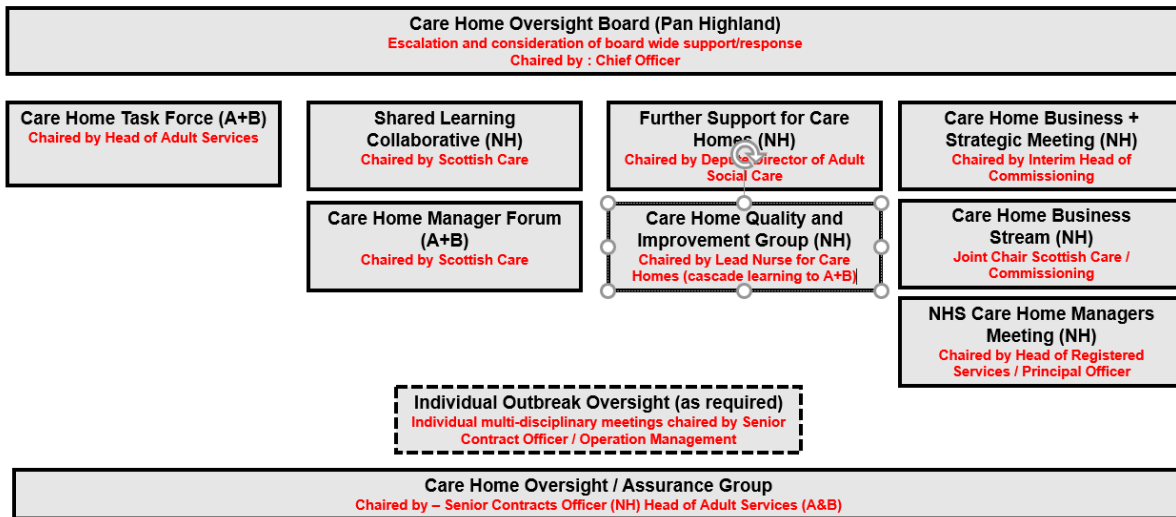 Care Home Oversight Board (Pan Highland)
Escalation and consideration of board wide support/response
Chaired by : Chief Officer
Care Home Task Force (A+B)
Chaired by Head of Adult Services
Shared Learning
Collaborative (NH)
Chaired by Scottish Care
Further Support for Care
Homes (NH)
Chaired by Depute Director of Adult
Social Care
Care Home Business +
Strategic Meeting (NH)
Chaired by Interim Head of
Commissioning
Care Home Manager Forum
(A+B)
Chaired by Scottish Care
Care Home Quality and
Improvement Group (NH)
Chaired by Lead Nurse for Care
Homes (cascade learning to A+B)
Care Home Business
Stream (NH)
Joint Chair Scottish Care /
Commissioning
NHS Care Home Managers
Meeting (NH)
Chaired by Head of Registered
Services / Principal Officer
Individual Outbreak Oversight (as required)
Individual multi-disciplinary meetings chaired by Senior
Contract Officer / Operation Management
Care Home Oversight / Assurance Group
Chaired by – Senior Contracts Officer (NH) Head of Adult Services (A&B)